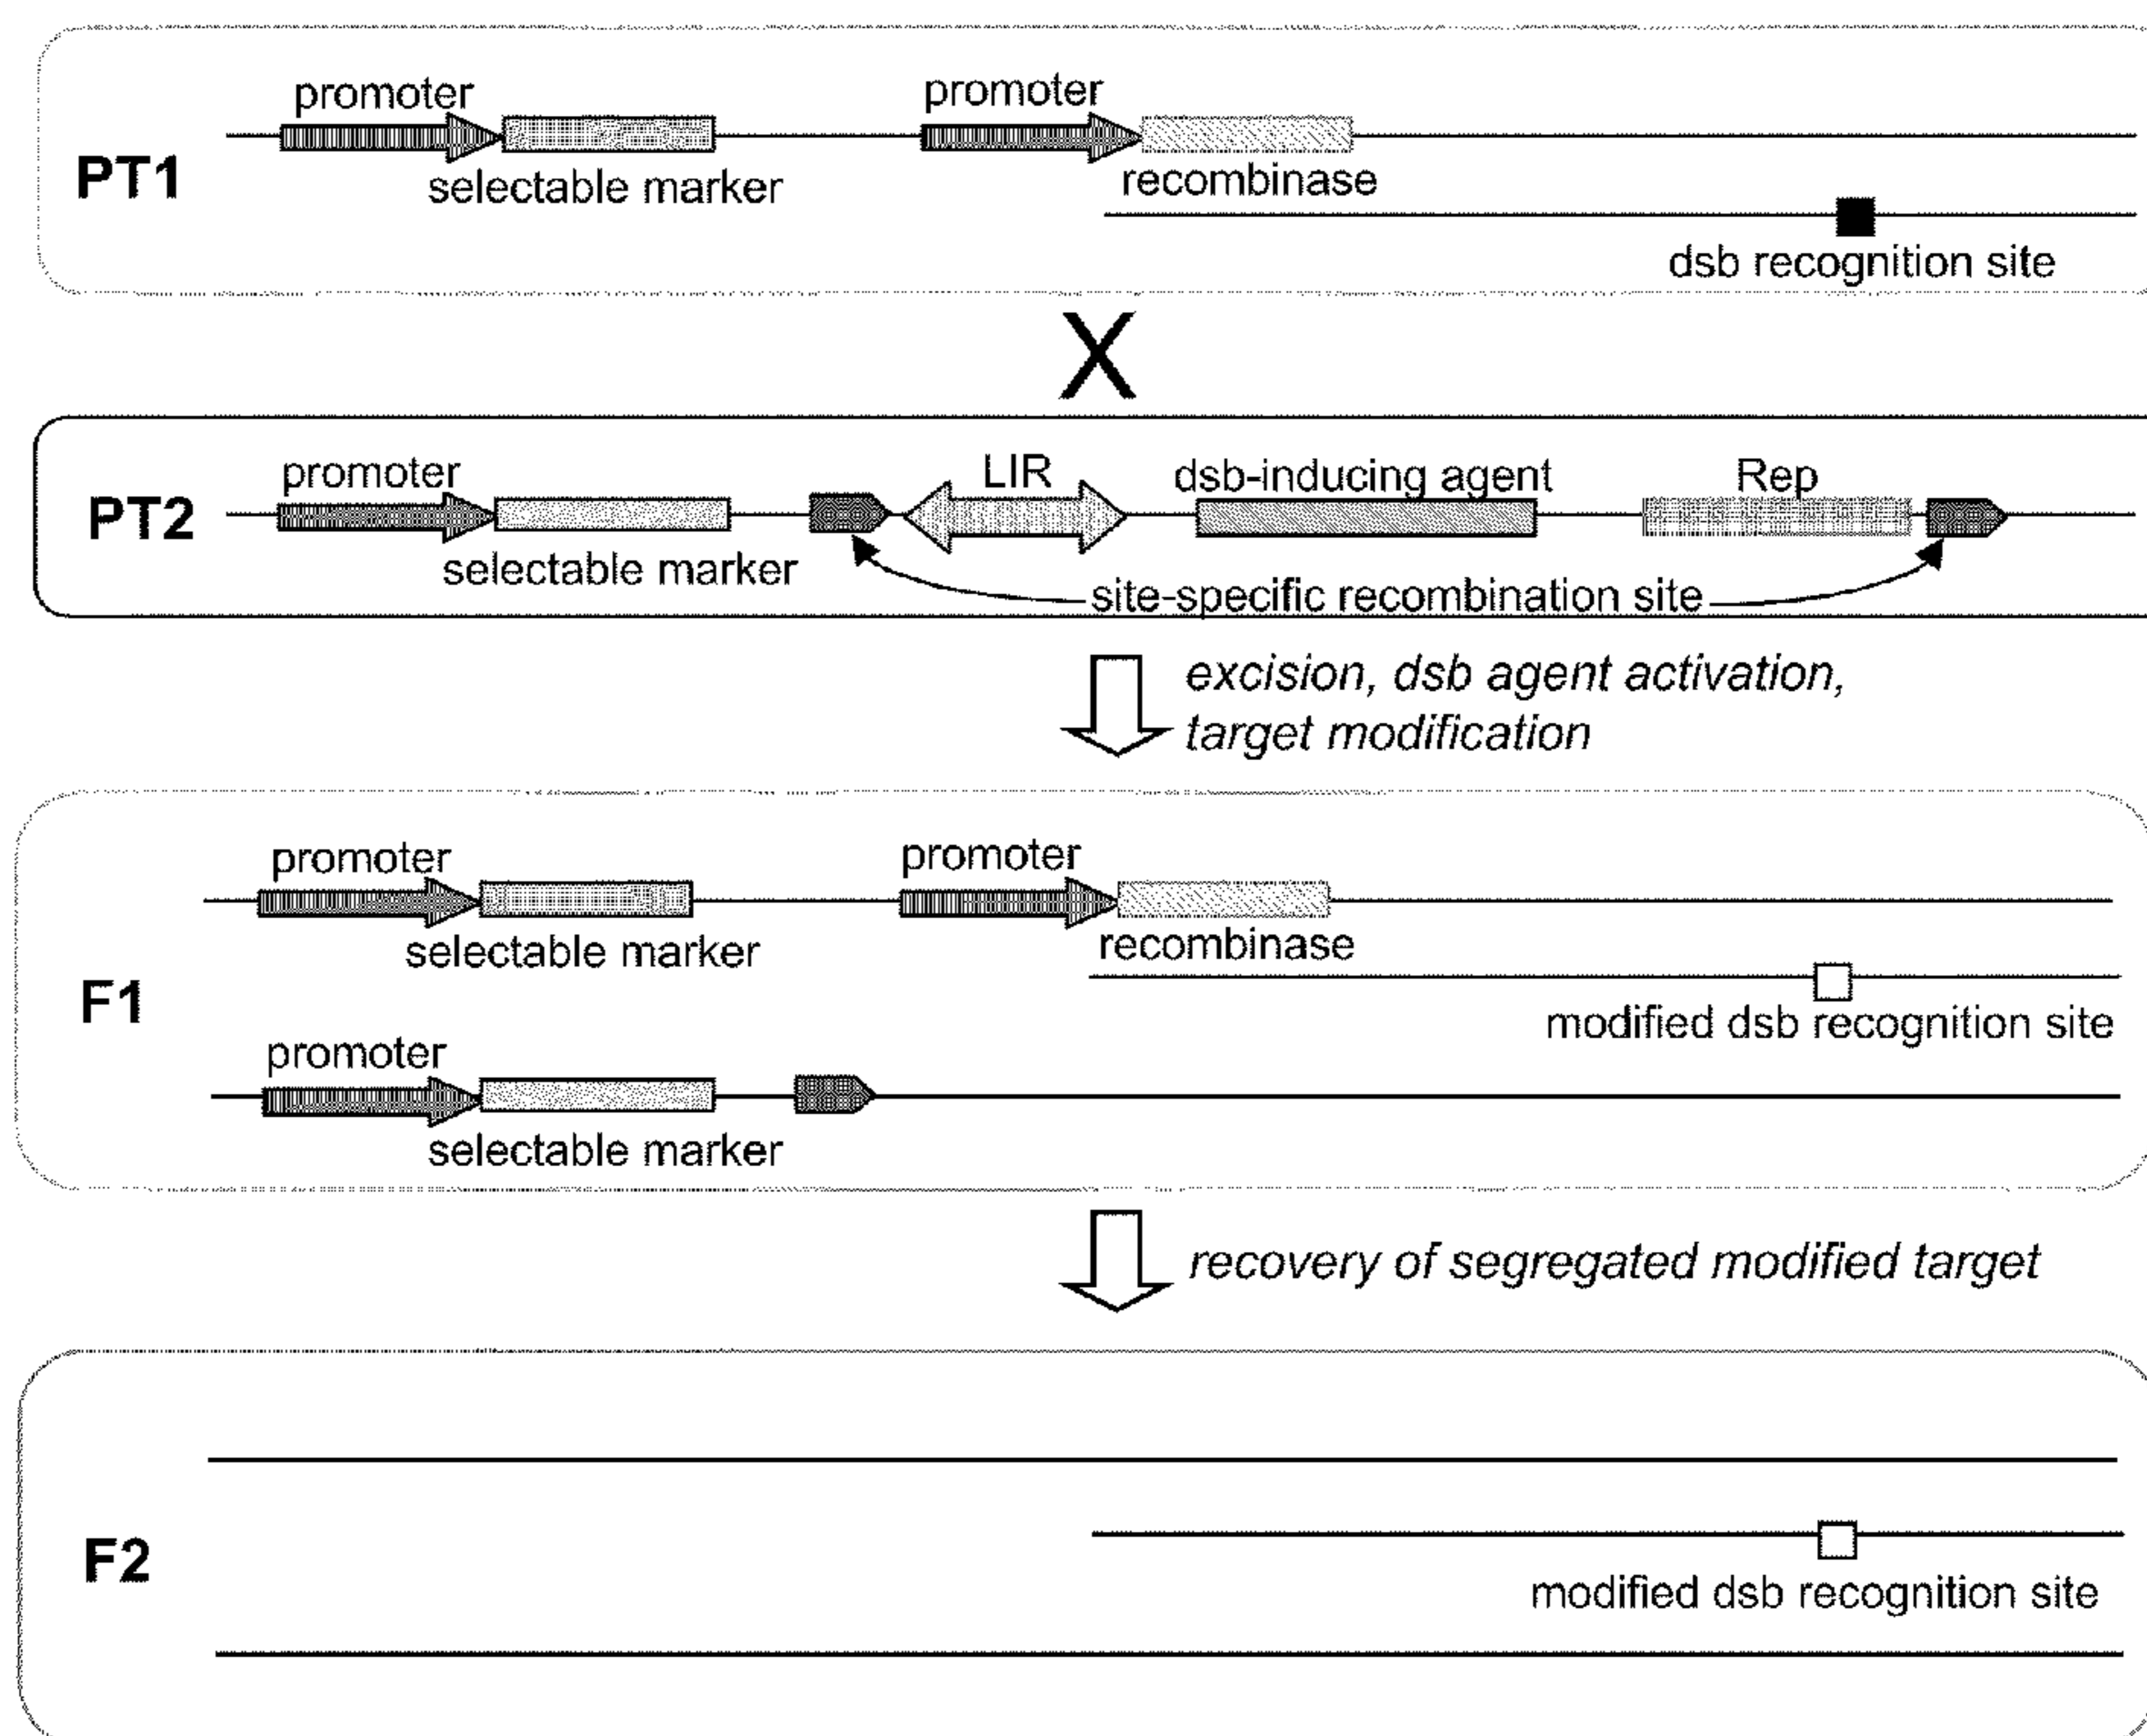 promoter promoter
PT1
selectable marker recombinase
dsb recognition site
X
promoter LIR dsb-inducing agent Rep
PT2
selectable marker
site-specific recombination site
excision, dsb agent activation,
target modification
promoter promoter
selectable marker recombinase
F1
modified dsb recognition site
promoter
selectable marker
recovery of segregated modified target
F2
modified dsb recognition site